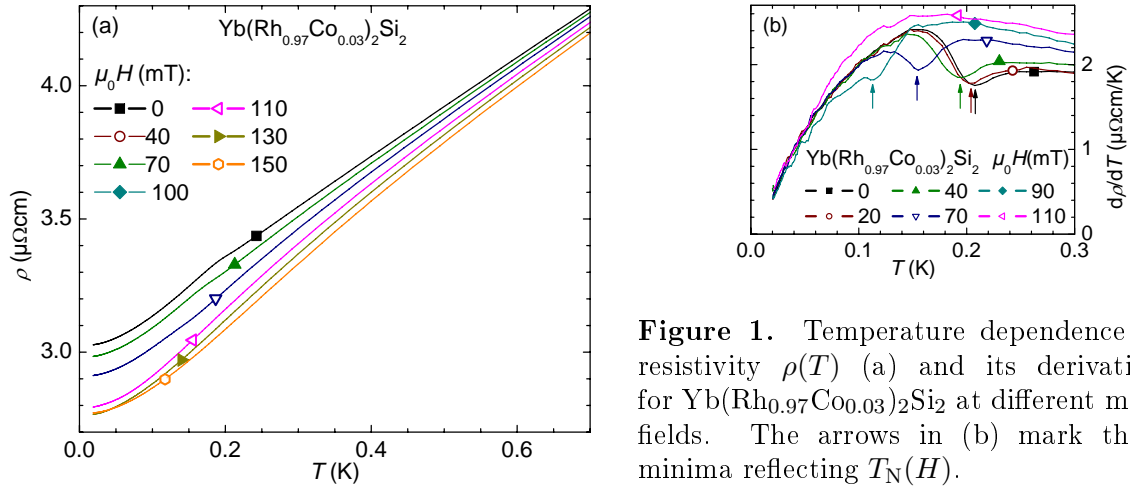 (a)
Yb(Rh0.97Co0.03)2Si2
μ0H (mT):
0
40
70
100
110
130
150
ρ (μΩcm)
4.0
3.5
3.0
0.0 0.2 0.4 0.6
T (K)
(b)
Yb(Rh0.97Co0.03)2Si2 μ0H(mT)
0 40 90
20 70 110
2
1
0
dρ/dT (μΩcm/K)
0.0 0.1 0.2 0.3
T (K)
Figure 1. Temperature dependence
resistivity ρ(T) (a) and its derivati
for Yb(Rh0.97Co0.03)2Si2 at different m
fields. The arrows in (b) mark th
minima reflecting TN(H).